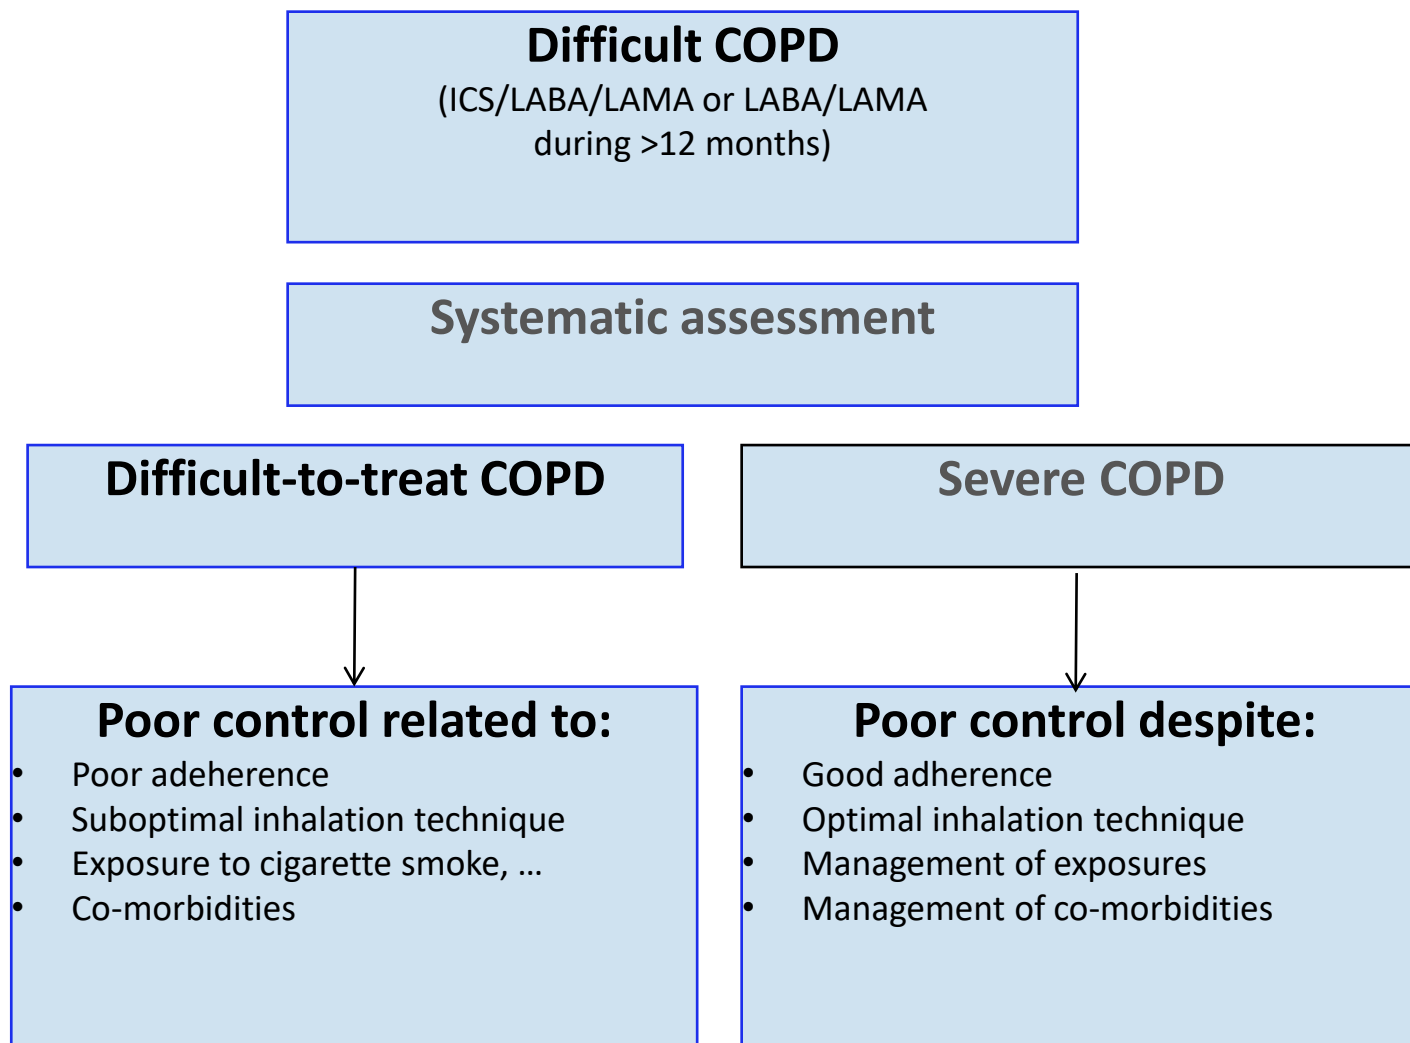 Difficult COPD
(ICS/LABA/LAMA or LABA/LAMA
during >12 months)
Systematic assessment
Difficult-to-treat COPD
Severe COPD
Poor control related to:
• Poor adeherence
• Suboptimal inhalation technique
• Exposure to cigarette smoke, ...
• Co-morbidities
Poor control despite:
• Good adherence
• Optimal inhalation technique
• Management of exposures
• Management of co-morbidities